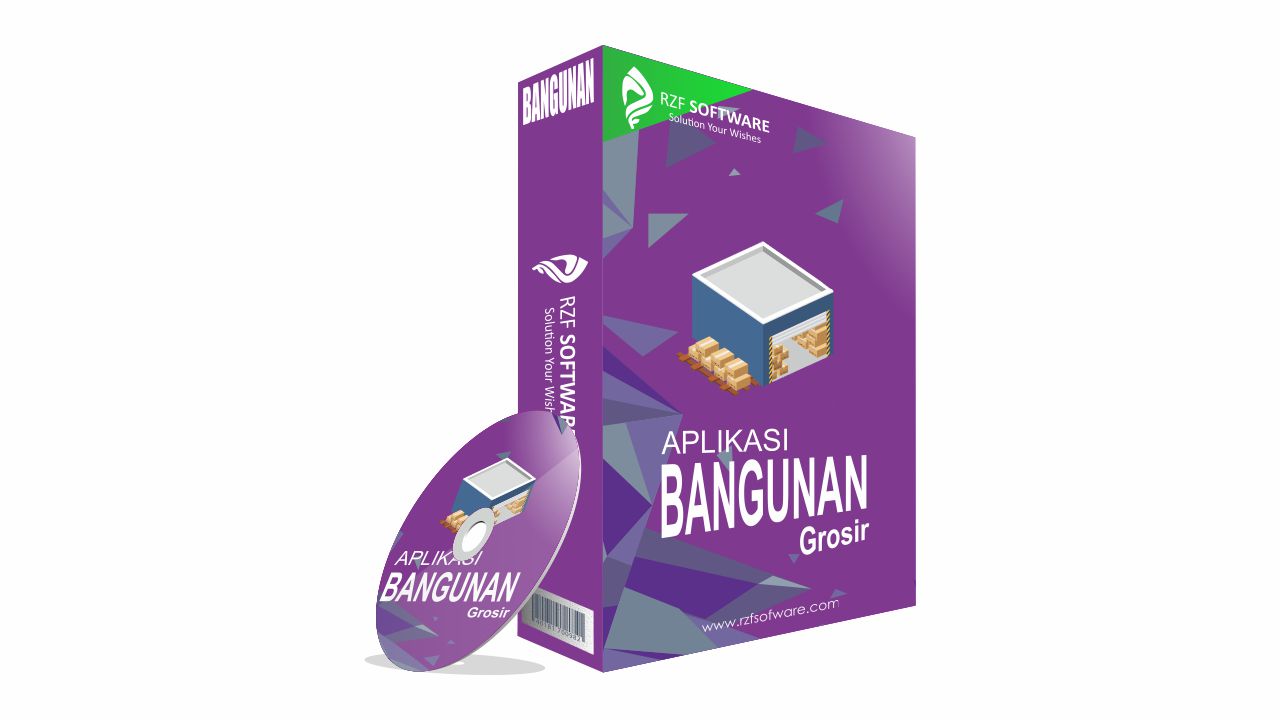 BANGUNAN
RZF SOFTWARE
Solution Your Wishes
RZF SOFTWARE
Solution Your Wish
APLIKASI
BANGUNAN
Grosir
www.rzfsofware.com
APLIKASI
BANGUNAN
Grosir